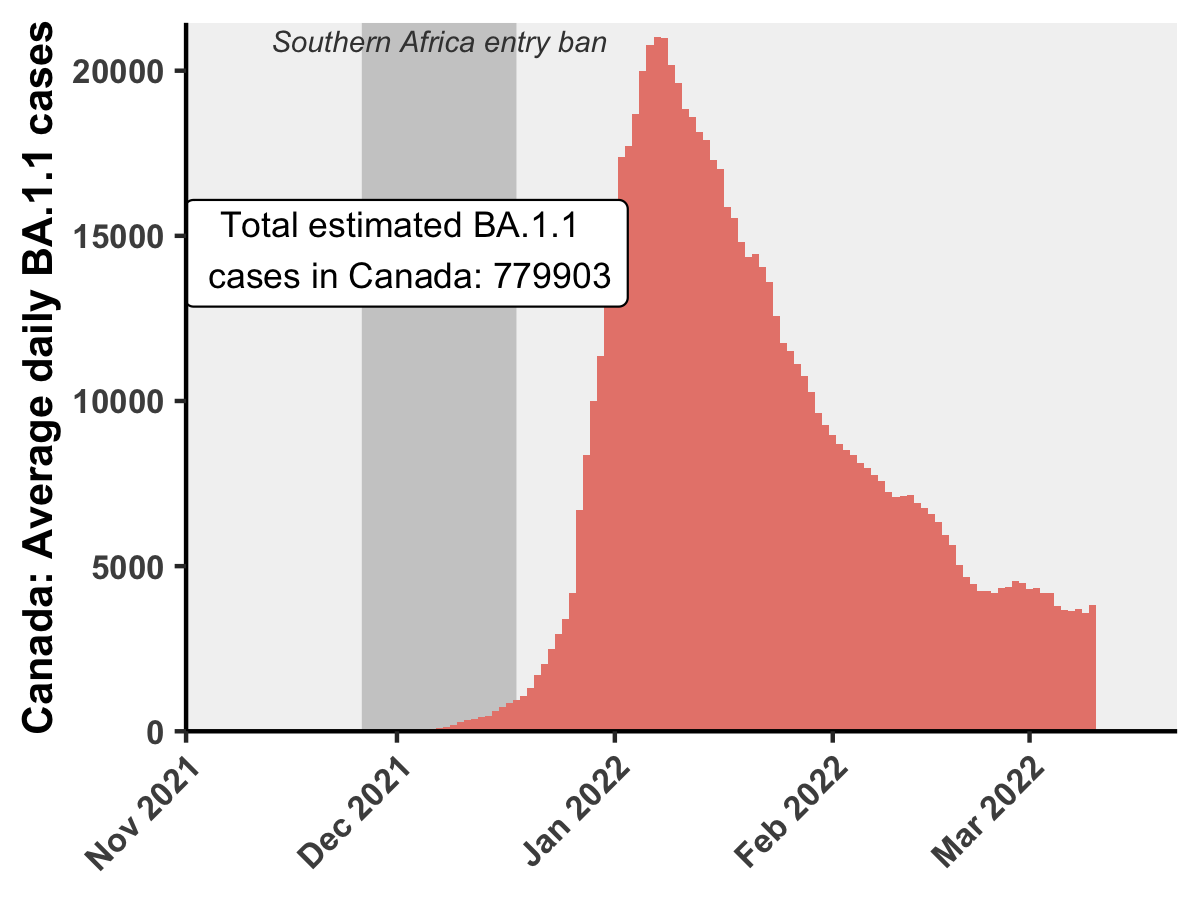 Canada: Average daily BA.1.1 cases
Southern Africa entry ban
20000
15000
10000
5000
0
Total estimated BA.1.1
cases in Canada: 779903
Nov 2021
Dec 2021
Jan 2022
Feb 2022
Mar 2022